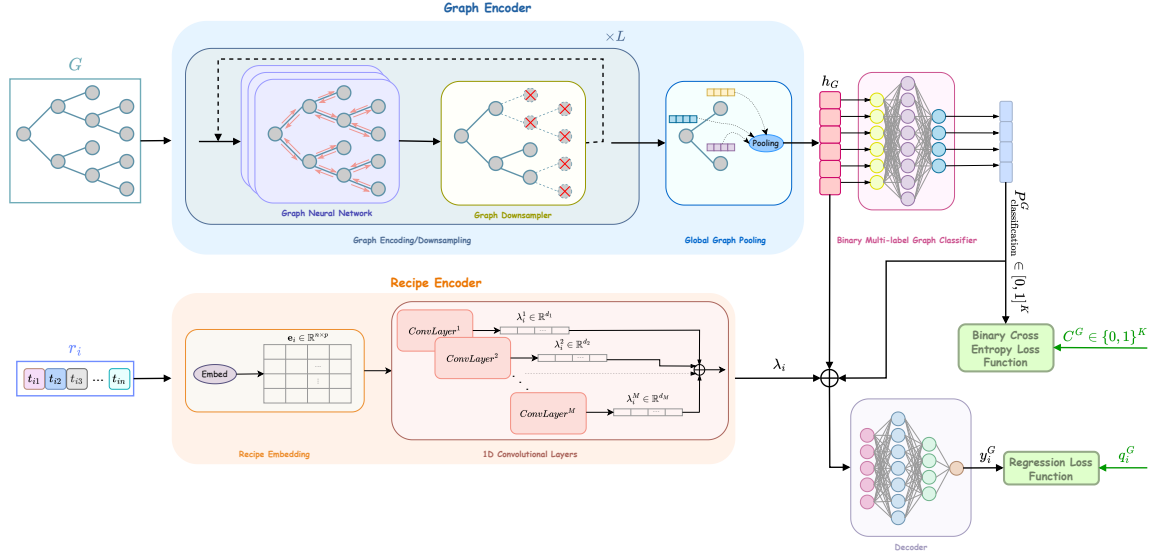 Graph Encoder
×L
G
h_G
Pooling
Graph Neural Network
Graph Downsampler
Graph Encoding/Downsampling
Global Graph Pooling
Binary Multi-label Graph Classifier
P^G_classification ∈ [0,1]^K
Recipe Encoder
r_i
t_i1 t_i2 t_i3 ... t_in
Embed
e_i ∈ ℝ^{n×p}
...
⋮
...
ConvLayer^1
λ_i^1 ∈ ℝ^{d_1}
...
ConvLayer^2
λ_i^2 ∈ ℝ^{d_2}
...
. . .
ConvLayer^M
λ_i^M ∈ ℝ^{d_M}
...
Recipe Embedding
1D Convolutional Layers
λ_i
Binary Cross
Entropy Loss
Function
C^G ∈ {0,1}^K
y_i^G
Regression Loss
Function
q_i^G
Decoder